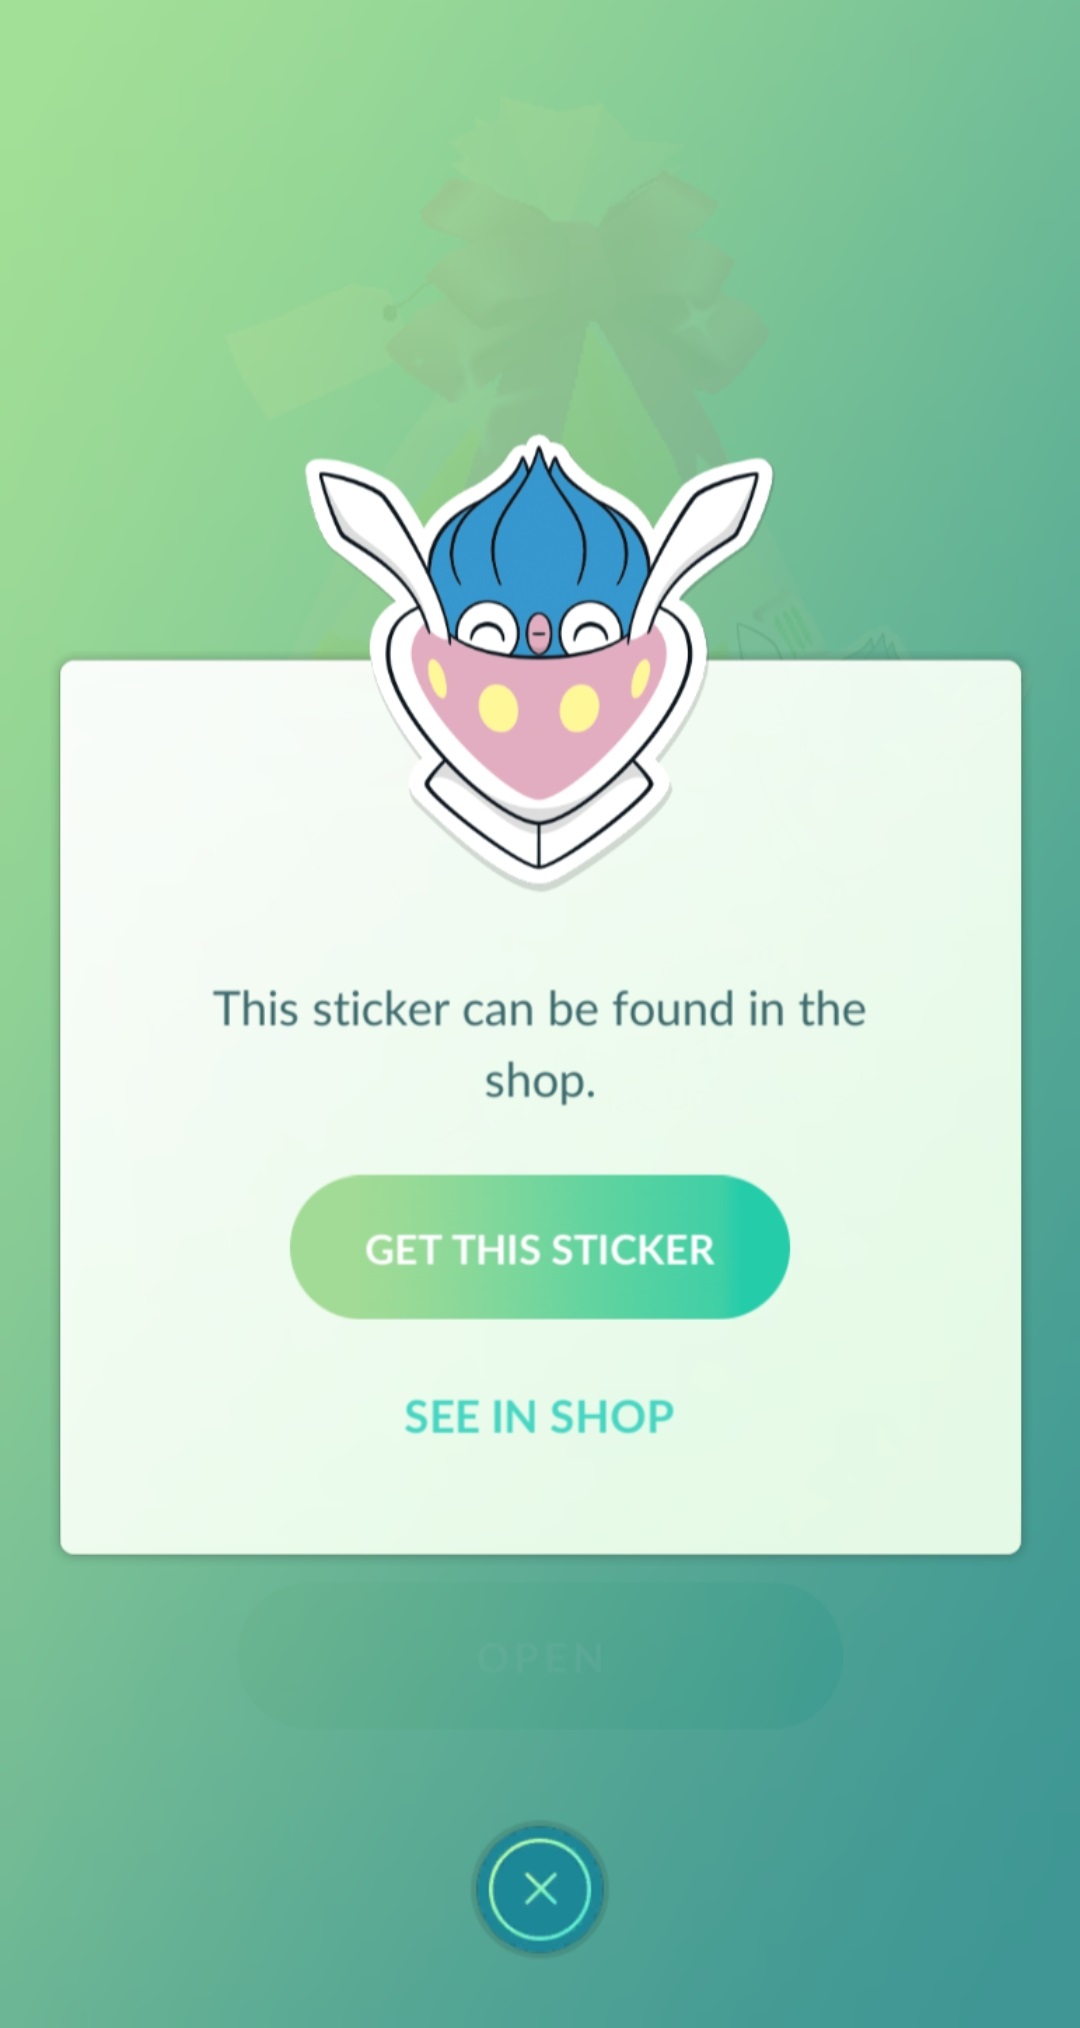 This sticker can be found in the
shop.
GET THIS STICKER
SEE IN SHOP
OPEN